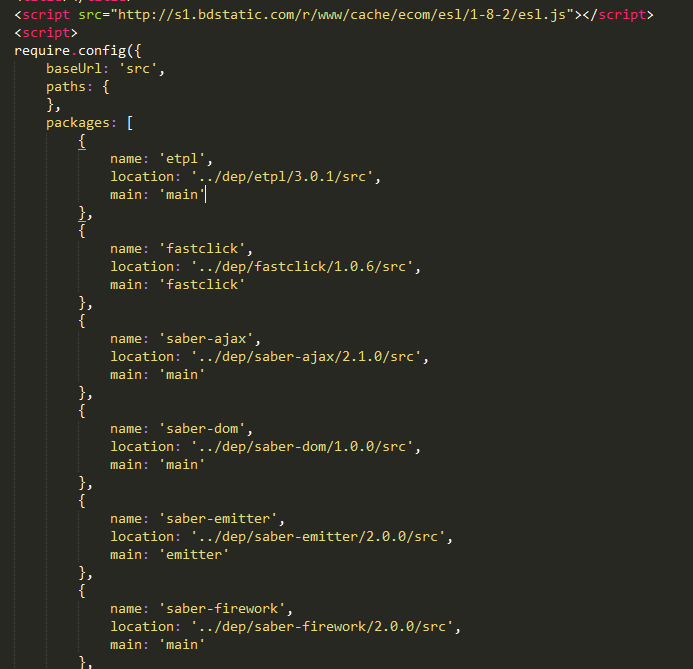 <script src="http://s1.bdstatic.com/r/www/cache/ecom/esl/1-8-2/esl.js"></script>
<script>
require.config({
    baseUrl: 'src',
    paths: {
    },
    packages: [
        {
            name: 'etpl',
            location: '../dep/etpl/3.0.1/src',
            main: 'main'
        },
        {
            name: 'fastclick',
            location: '../dep/fastclick/1.0.6/src',
            main: 'fastclick'
        },
        {
            name: 'saber-ajax',
            location: '../dep/saber-ajax/2.1.0/src',
            main: 'main'
        },
        {
            name: 'saber-dom',
            location: '../dep/saber-dom/1.0.0/src',
            main: 'main'
        },
        {
            name: 'saber-emitter',
            location: '../dep/saber-emitter/2.0.0/src',
            main: 'emitter'
        },
        {
            name: 'saber-firework',
            location: '../dep/saber-firework/2.0.0/src',
            main: 'main'
        },